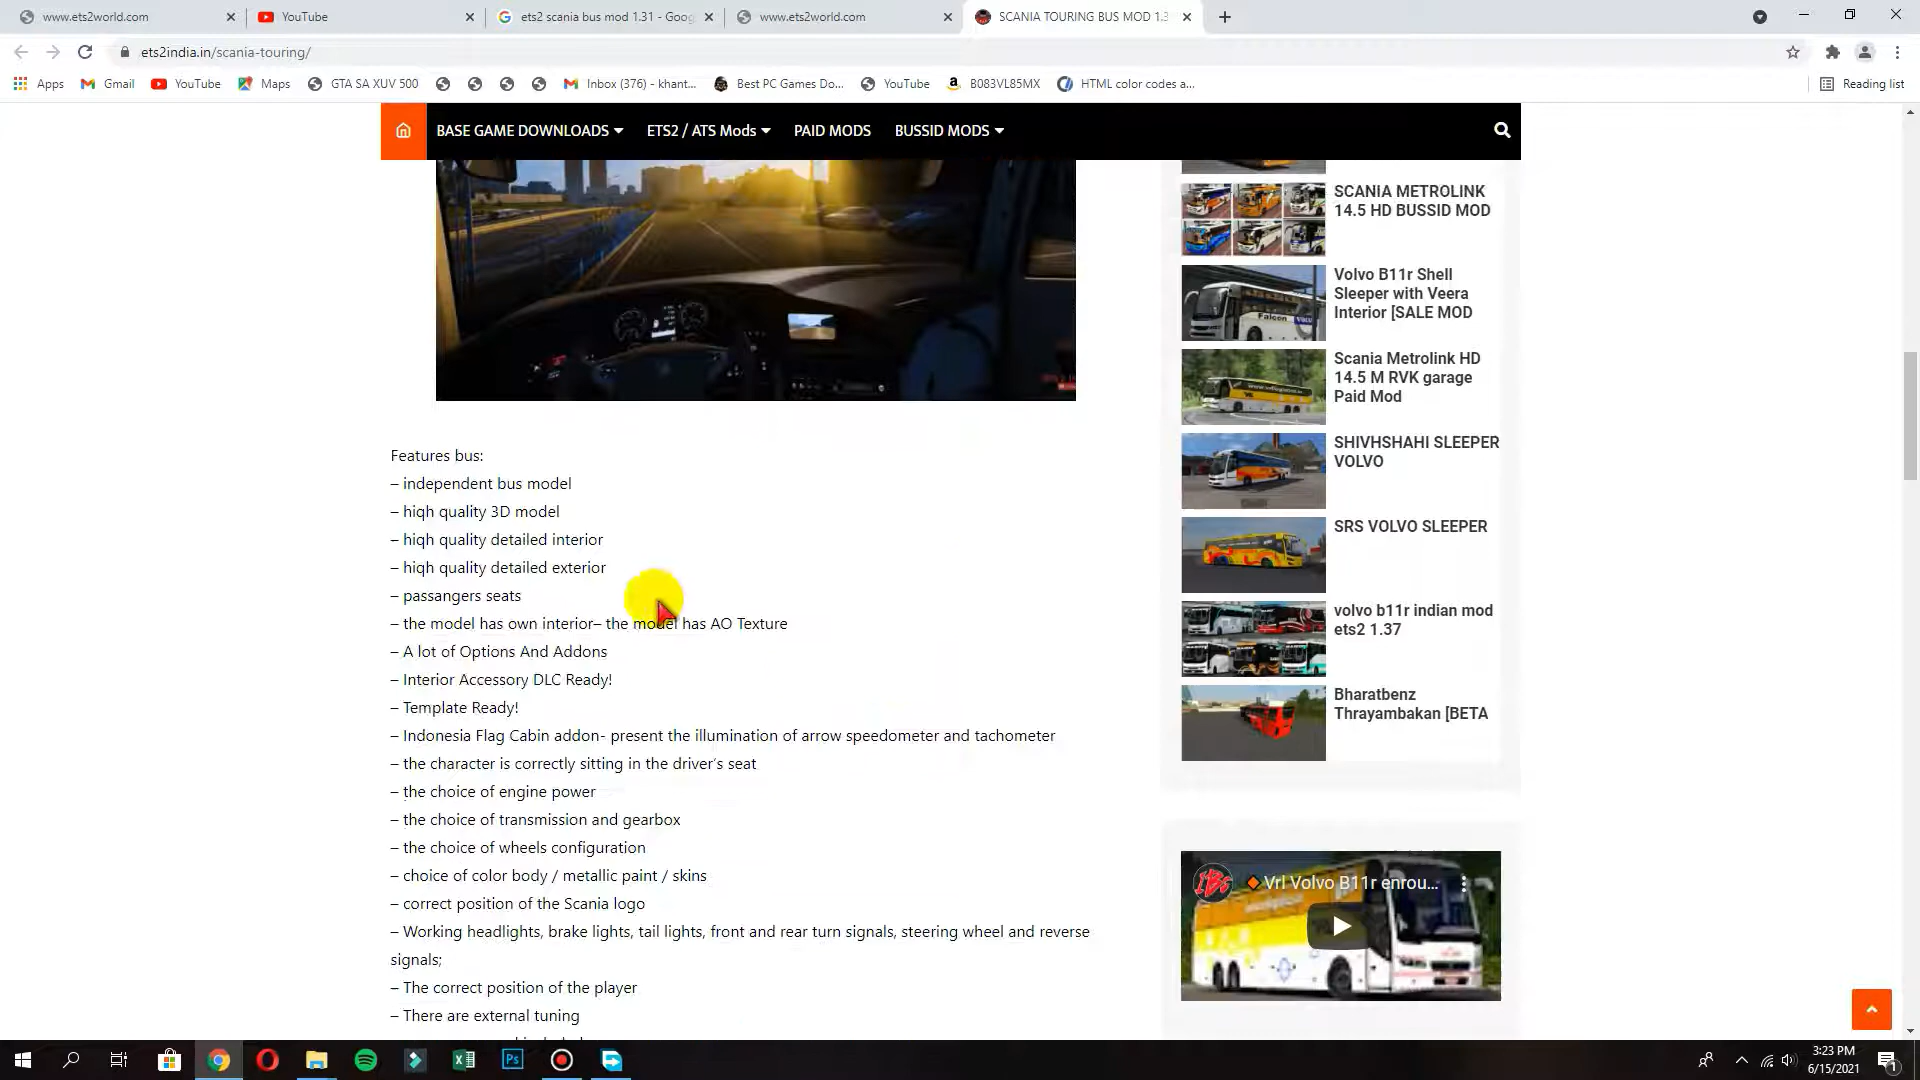 www.ets2world.com
YouTube
ets2 scania bus mod 1.31 - Goog
www.ets2world.com
SCANIA TOURING BUS MOD 1.3
ets2india.in/scania-touring/
Apps
Gmail
YouTube
Maps
GTA SA XUV 500
Inbox (376) - khant...
Best PC Games Do...
YouTube
B083VL85MX
HTML color codes a...
Reading list
BASE GAME DOWNLOADS
ETS2 / ATS Mods
PAID MODS
BUSSID MODS
Features bus:
– independent bus model
– hiqh quality 3D model
– hiqh quality detailed interior
– hiqh quality detailed exterior
– passangers seats
– the model has own interior– the model has AO Texture
– A lot of Options And Addons
– Interior Accessory DLC Ready!
– Template Ready!
– Indonesia Flag Cabin addon- present the illumination of arrow speedometer and tachometer
– the character is correctly sitting in the driver's seat
– the choice of engine power
– the choice of transmission and gearbox
– the choice of wheels configuration
– choice of color body / metallic paint / skins
– correct position of the Scania logo
– Working headlights, brake lights, tail lights, front and rear turn signals, steering wheel and reverse
signals;
– The correct position of the player
– There are external tuning
SCANIA METROLINK
14.5 HD BUSSID MOD
Volvo B11r Shell
Sleeper with Veera
Interior [SALE MOD
Scania Metrolink HD
14.5 M RVK garage
Paid Mod
SHIVHSHAHI SLEEPER
VOLVO
SRS VOLVO SLEEPER
volvo b11r indian mod
ets2 1.37
Bharatbenz
Thrayambakan [BETA
Vrl Volvo B11r enrou...
3:23 PM
6/15/2021